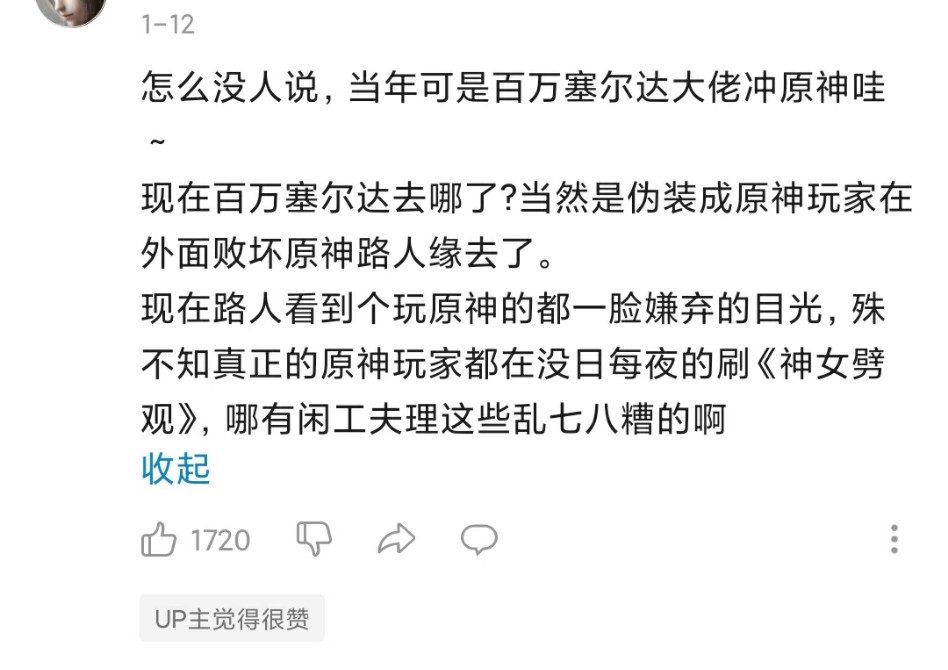 1-12
怎么没人说，当年可是百万塞尔达大佬冲原神哇
~
现在百万塞尔达去哪了?当然是伪装成原神玩家在
外面败坏原神路人缘去了。
现在路人看到个玩原神的都一脸嫌弃的目光，殊
不知真正的原神玩家都在没日每夜的刷《神女劈
观》，哪有闲工夫理这些乱七八糟的啊
收起
1720
UP主觉得很赞